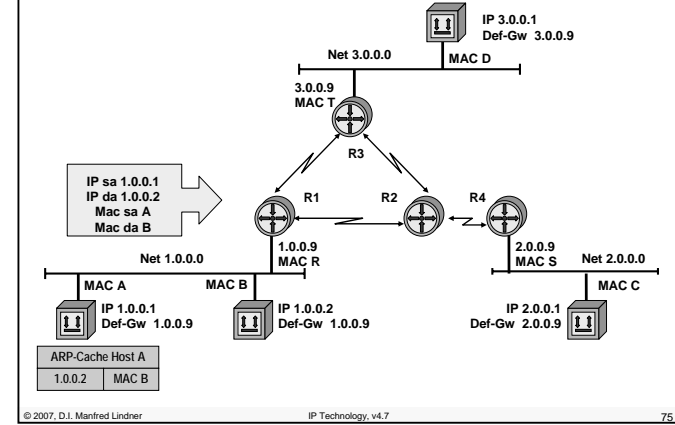 IP 3.0.0.1
Def-Gw 3.0.0.9
Net 3.0.0.0
MAC D
3.0.0.9
MAC T
R3
IP sa 1.0.0.1
IP da 1.0.0.2
Mac sa A
Mac da B
R1
R2
R4
1.0.0.9
MAC R
2.0.0.9
MAC S
Net 1.0.0.0
Net 2.0.0.0
MAC A
MAC B
MAC C
IP 1.0.0.1
Def-Gw 1.0.0.9
IP 1.0.0.2
Def-Gw 1.0.0.9
IP 2.0.0.1
Def-Gw 2.0.0.9
ARP-Cache Host A
1.0.0.2 MAC B
© 2007, D.I. Manfred Lindner
IP Technology, v4.7
75